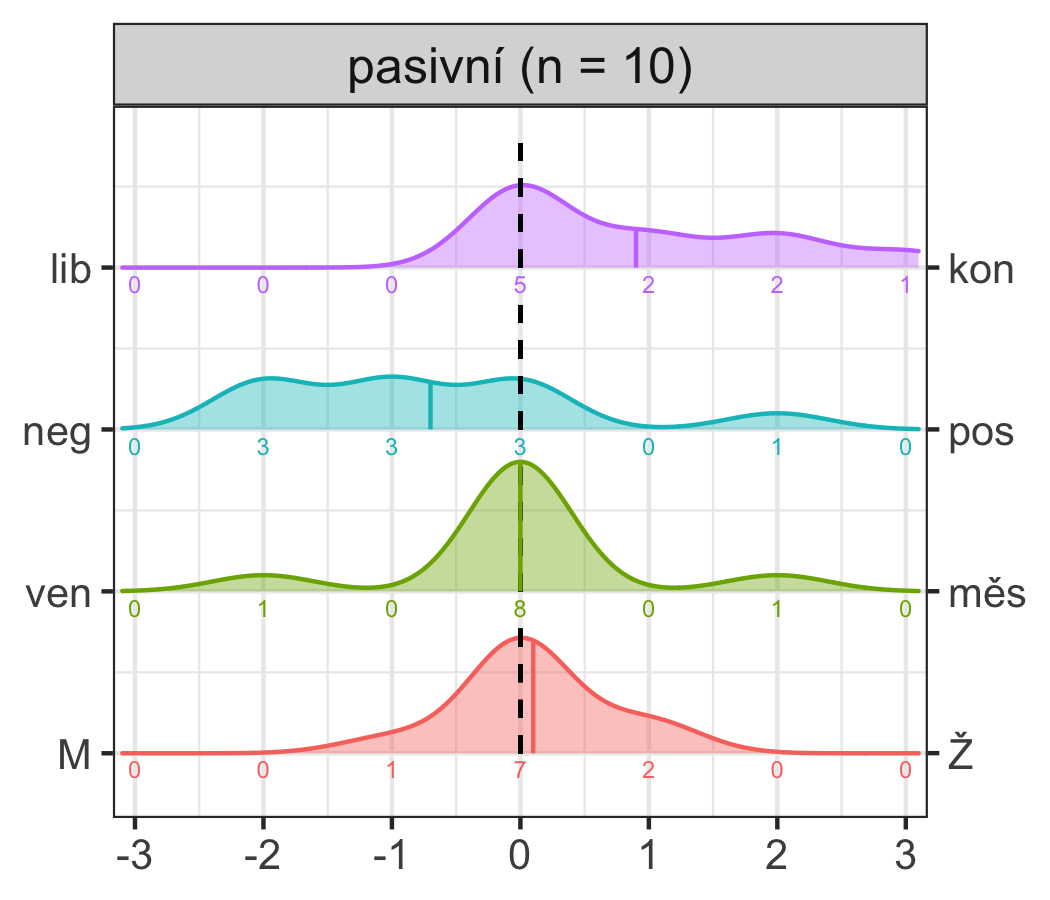 pasivní (n = 10)
lib kon
0 0 0 5 2 2 1
neg pos
0 3 3 3 0 1 0
ven měs
0 1 0 8 0 1 0
M Ž
0 0 1 7 2 0 0
-3 -2 -1 0 1 2 3